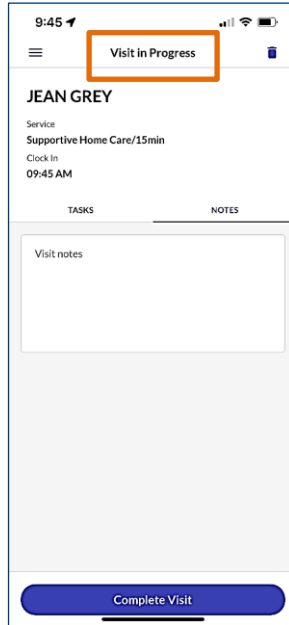 9:45
Visit in Progress
JEAN GREY
Service
Supportive Home Care/15min
Clock In
09:45 AM
TASKS NOTES
Visit notes
Complete Visit